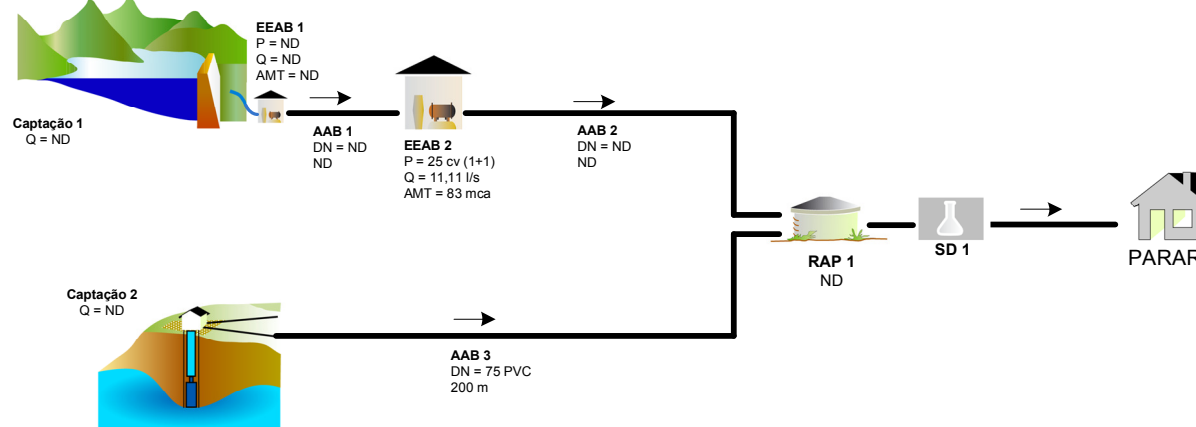 EEAB 1
P = ND
Q = ND
AMT = ND
Captação 1
Q = ND
AAB 1
DN = ND
ND
EEAB 2
P = 25 cv (1+1)
Q = 11,11 l/s
AMT = 83 mca
AAB 2
DN = ND
ND
RAP 1
ND
SD 1
PARAR
Captação 2
Q = ND
AAB 3
DN = 75 PVC
200 m